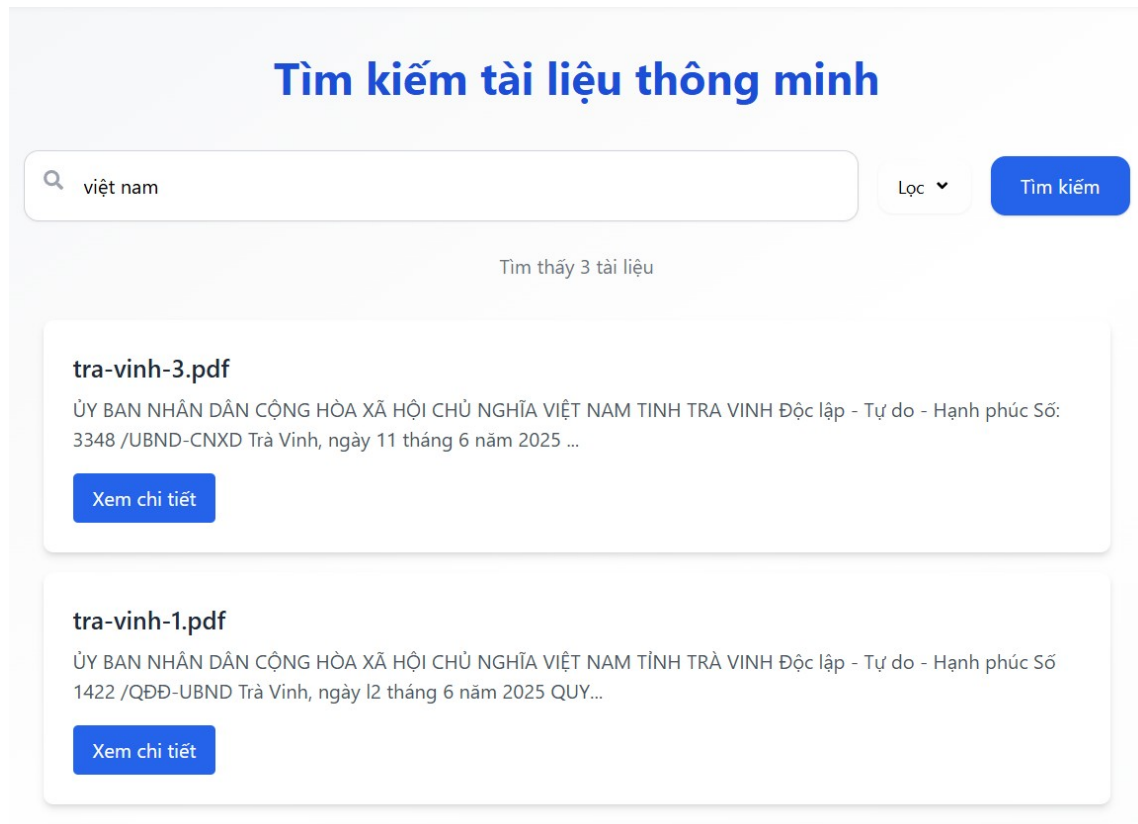 Tìm kiếm tài liệu thông minh
việt nam
Lọc
Tìm kiếm
Tìm thấy 3 tài liệu
tra-vinh-3.pdf
ỦY BAN NHÂN DÂN CỘNG HÒA XÃ HỘI CHỦ NGHĨA VIỆT NAM TINH TRA VINH Độc lập - Tự do - Hạnh phúc Số:
3348 /UBND-CNXD Trà Vinh, ngày 11 tháng 6 năm 2025 ...
Xem chi tiết
tra-vinh-1.pdf
ỦY BAN NHÂN DÂN CỘNG HÒA XÃ HỘI CHỦ NGHĨA VIỆT NAM TỈNH TRÀ VINH Độc lập - Tự do - Hạnh phúc Số
1422 /QĐĐ-UBND Trà Vinh, ngày l2 tháng 6 năm 2025 QUY...
Xem chi tiết